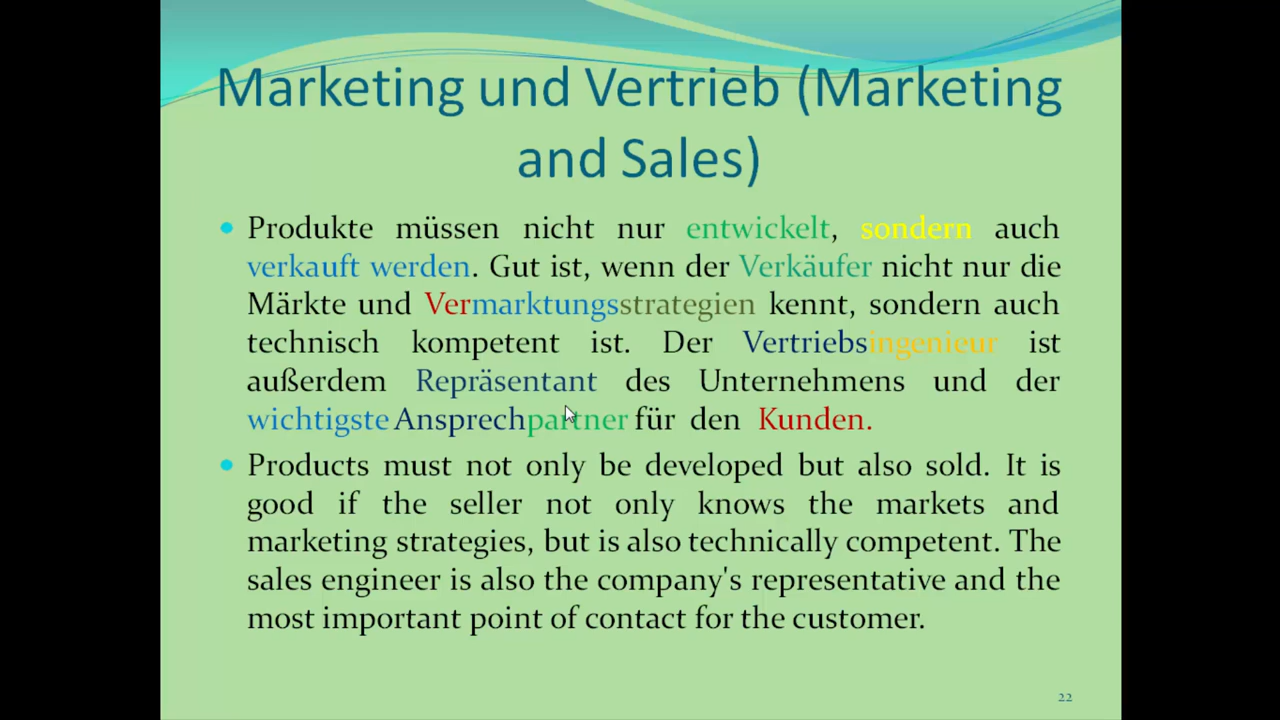 Marketing und Vertrieb (Marketing
and Sales)
Produkte müssen nicht nur entwickelt, sondern auch
verkauft werden. Gut ist, wenn der Verkäufer nicht nur die
Märkte und Vermarktungsstrategien kennt, sondern auch
technisch kompetent ist. Der Vertriebsingenieur ist
außerdem Repräsentant des Unternehmens und der
wichtigste Ansprechpartner für den Kunden.
Products must not only be developed but also sold. It is
good if the seller not only knows the markets and
marketing strategies, but is also technically competent. The
sales engineer is also the company's representative and the
most important point of contact for the customer.
22